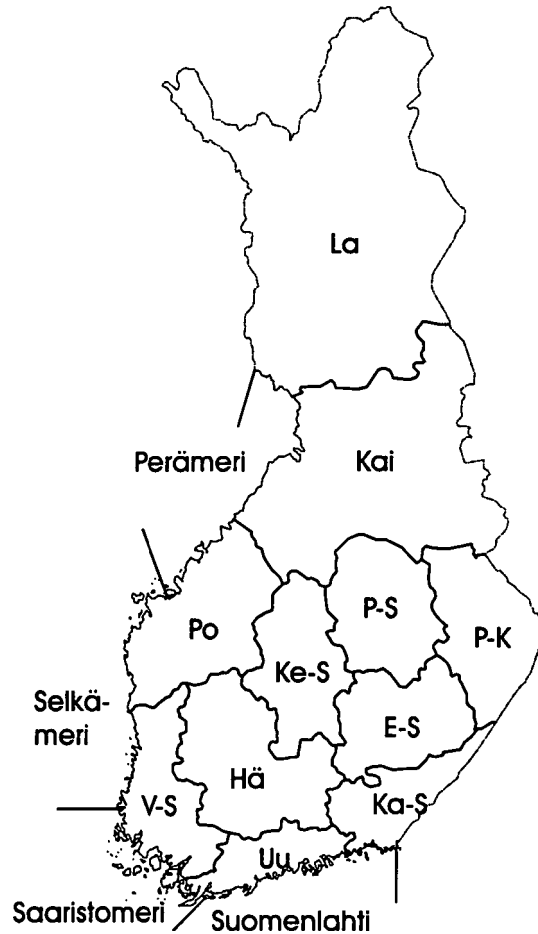 La
Perämeri
Kai
Po
P-S
P-K
Ke-S
Selkä-
meri
E-S
V-S
Hä
Ka-S
Uu
Saaristomeri
Suomenlahti